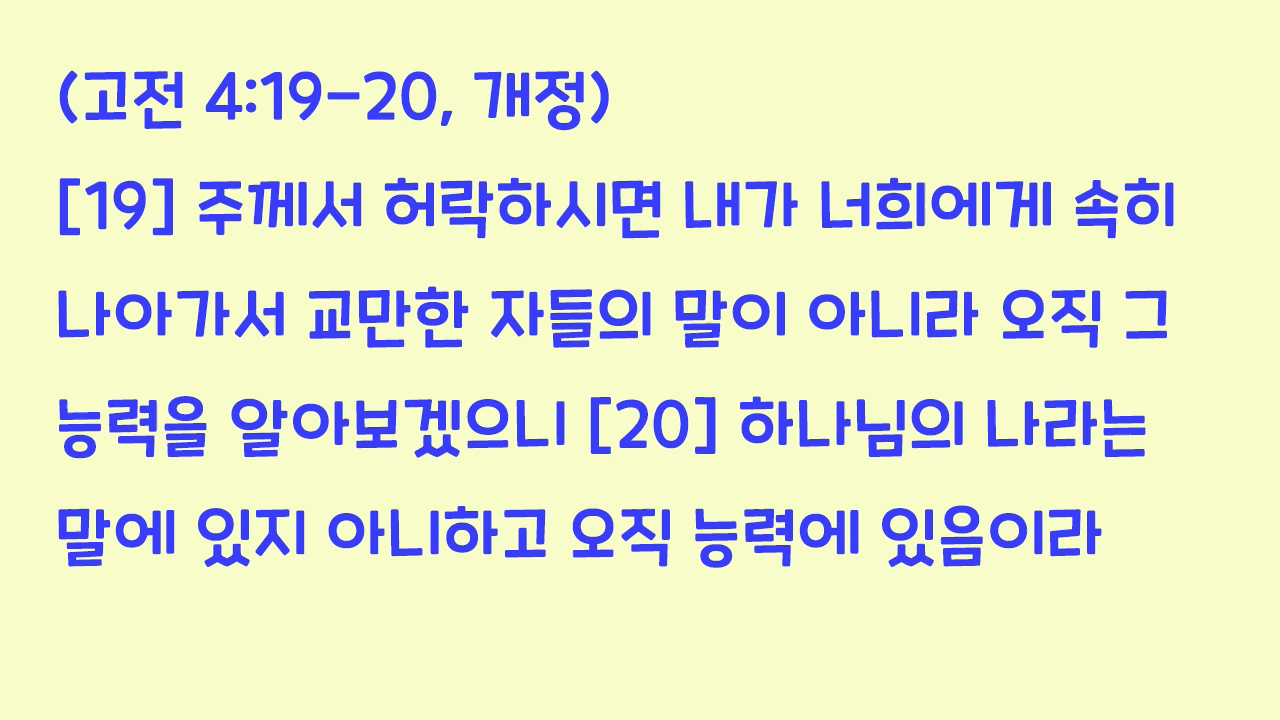 (고전 4:19-20, 개정)
[19] 주께서 허락하시면 내가 너희에게 속히
나아가서 교만한 자들의 말이 아니라 오직 그
능력을 알아보겠으니 [20] 하나님의 나라는
말에 있지 아니하고 오직 능력에 있음이라